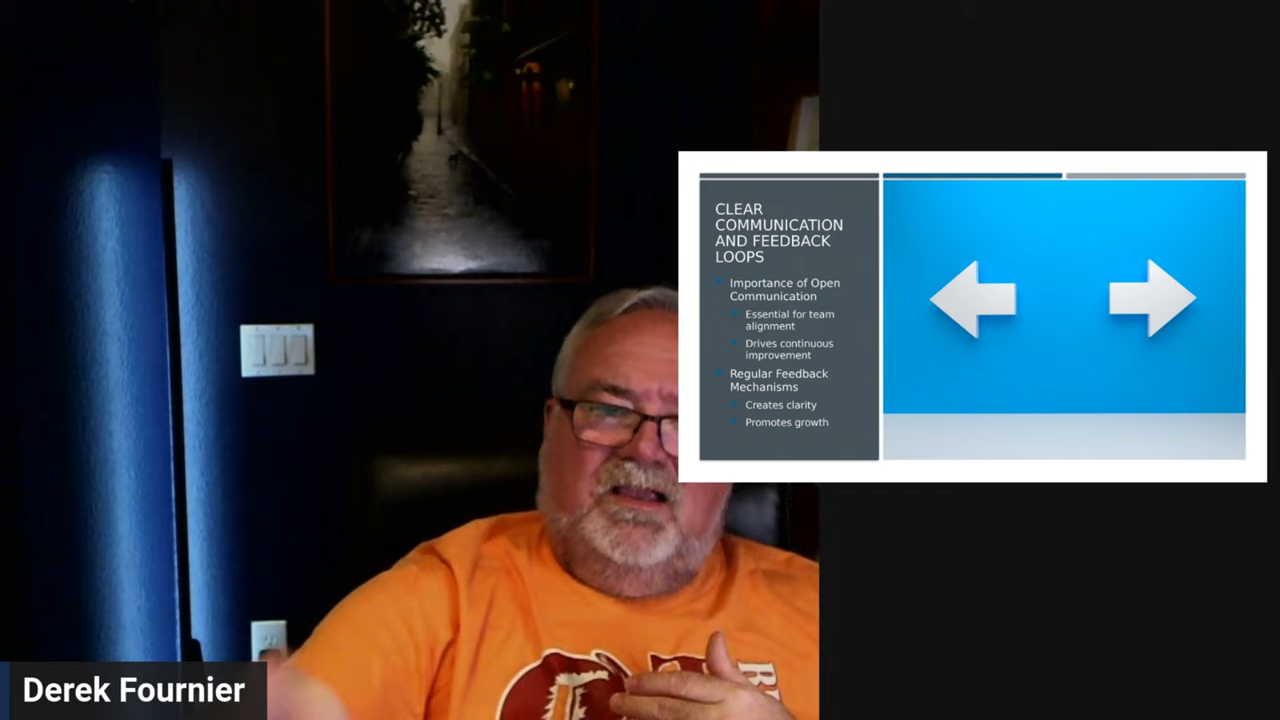 CLEAR
COMMUNICATION
AND FEEDBACK
LOOPS
Importance of Open
Communication
Essential for team
alignment
Drives continuous
improvement
Regular Feedback
Mechanisms
Creates clarity
Promotes growth
Derek Fournier